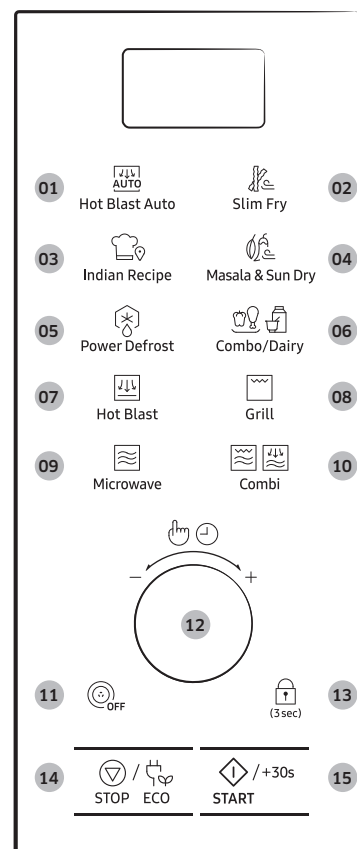 AUTO
01 Hot Blast Auto Slim Fry 02
03 Indian Recipe Masala & Sun Dry 04
05 Power Defrost Combo/Dairy 06
07 Hot Blast Grill 08
09 Microwave Combi 10
− +
12
11 OFF (3 sec) 13
14 / /+30s 15
STOP ECO START